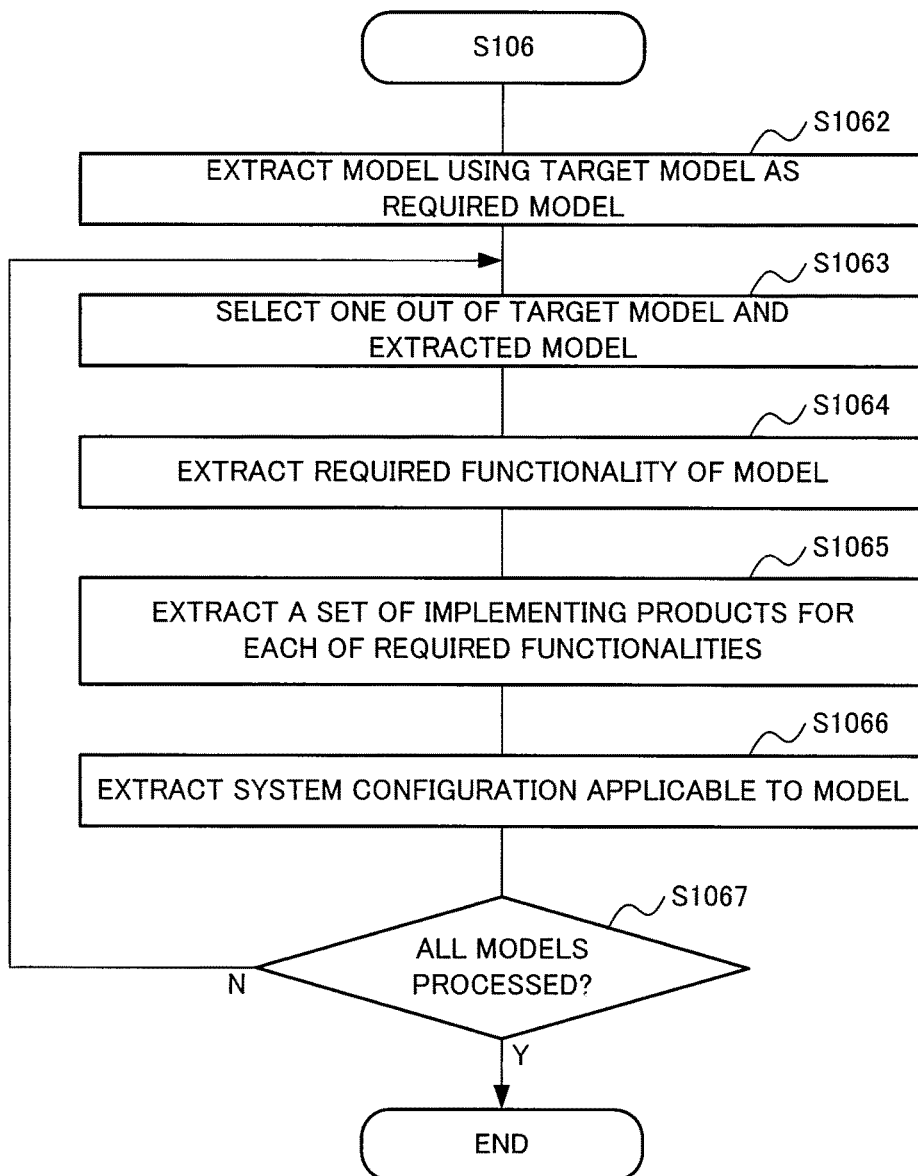 S106
S1062
EXTRACT MODEL USING TARGET MODEL AS
REQUIRED MODEL
S1063
SELECT ONE OUT OF TARGET MODEL AND
EXTRACTED MODEL
S1064
EXTRACT REQUIRED FUNCTIONALITY OF MODEL
S1065
EXTRACT A SET OF IMPLEMENTING PRODUCTS FOR
EACH OF REQUIRED FUNCTIONALITIES
S1066
EXTRACT SYSTEM CONFIGURATION APPLICABLE TO MODEL
S1067
ALL MODELS
PROCESSED?
N
Y
END